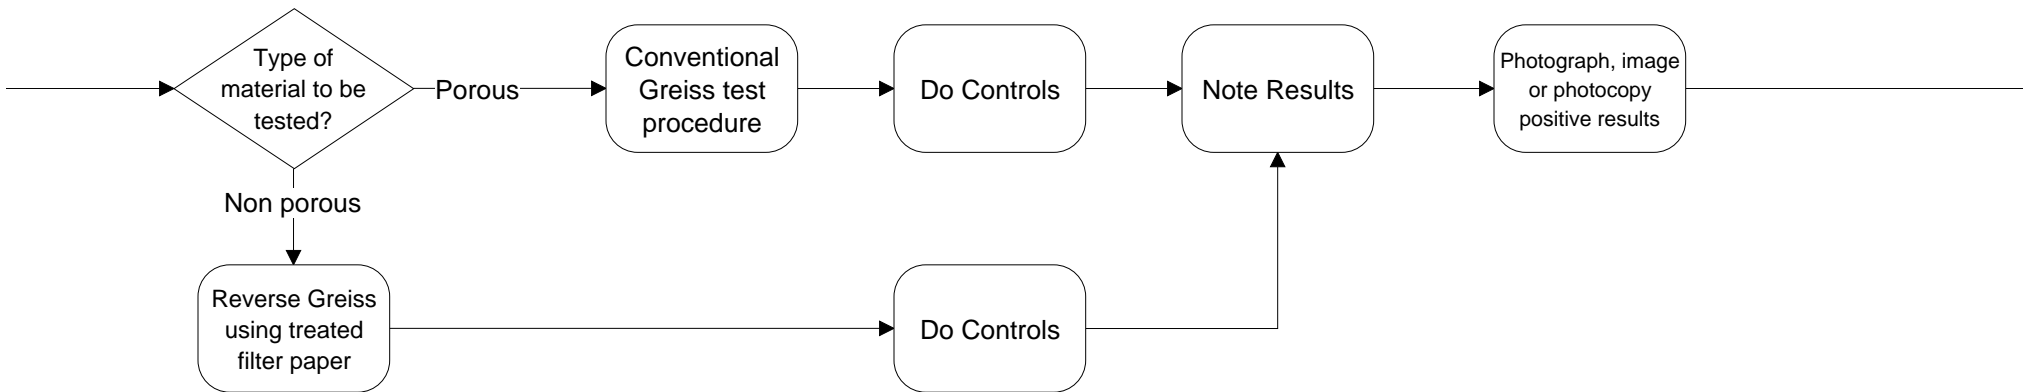 Type of
material to be
tested?
Porous
Conventional
Greiss test
procedure
Do Controls
Note Results
Photograph, image
or photocopy
positive results
Non porous
Reverse Greiss
using treated
filter paper
Do Controls